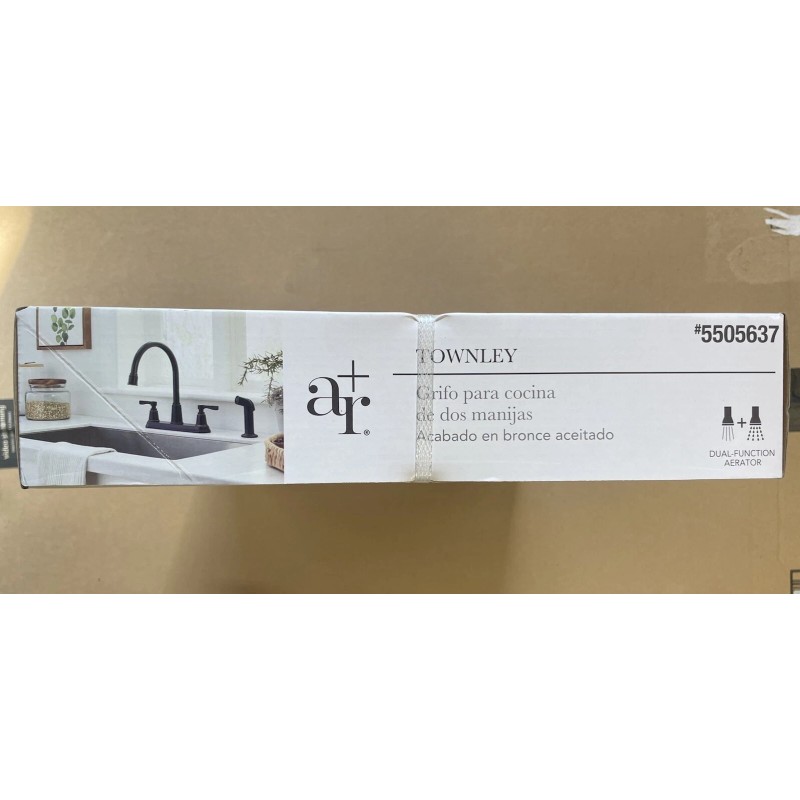 #5505637
TOWNLEY
a+r®
Grifo para cocina
de dos manijas
Acabado en bronce aceitado
DUAL-FUNCTION
AERATOR